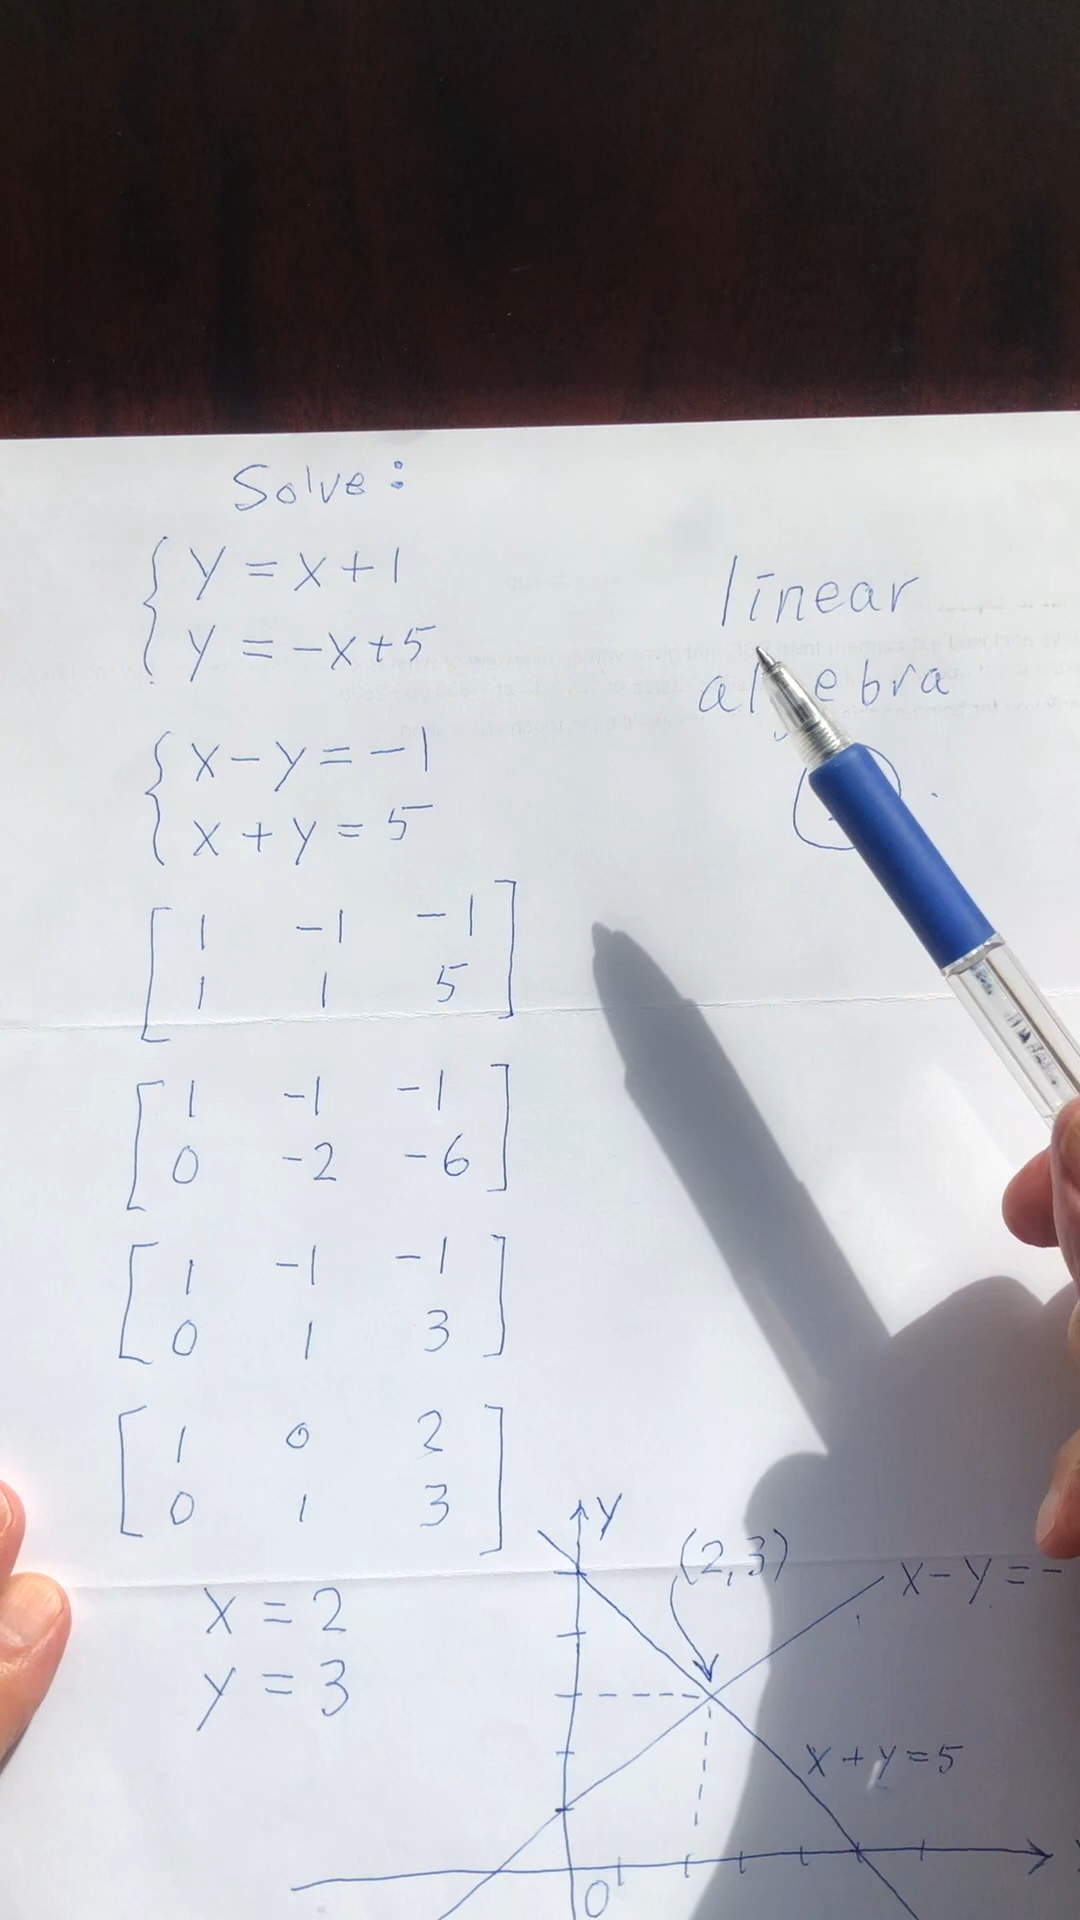 Solve:
y = x + 1
y = -x + 5
x - y = -1
x + y = 5
1 -1 -1
1 1 5
1 -1 -1
0 -2 -6
1 -1 -1
0 1 3
1 0 2
0 1 3
x = 2
y = 3
linear
y
(2,3)
x - y = -
x + y = 5
0